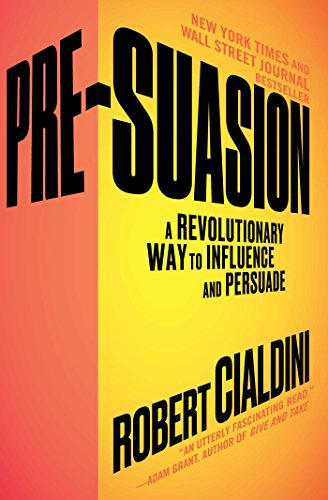 NEW YORK TIMES AND
WALL STREET JOURNAL
BESTSELLER
PRE-SUASION
A REVOLUTIONARY
WAY TO INFLUENCE
AND PERSUADE
ROBERT CIALDINI
"AN UTTERLY FASCINATING READ."
—ADAM GRANT, AUTHOR OF GIVE AND TAKE